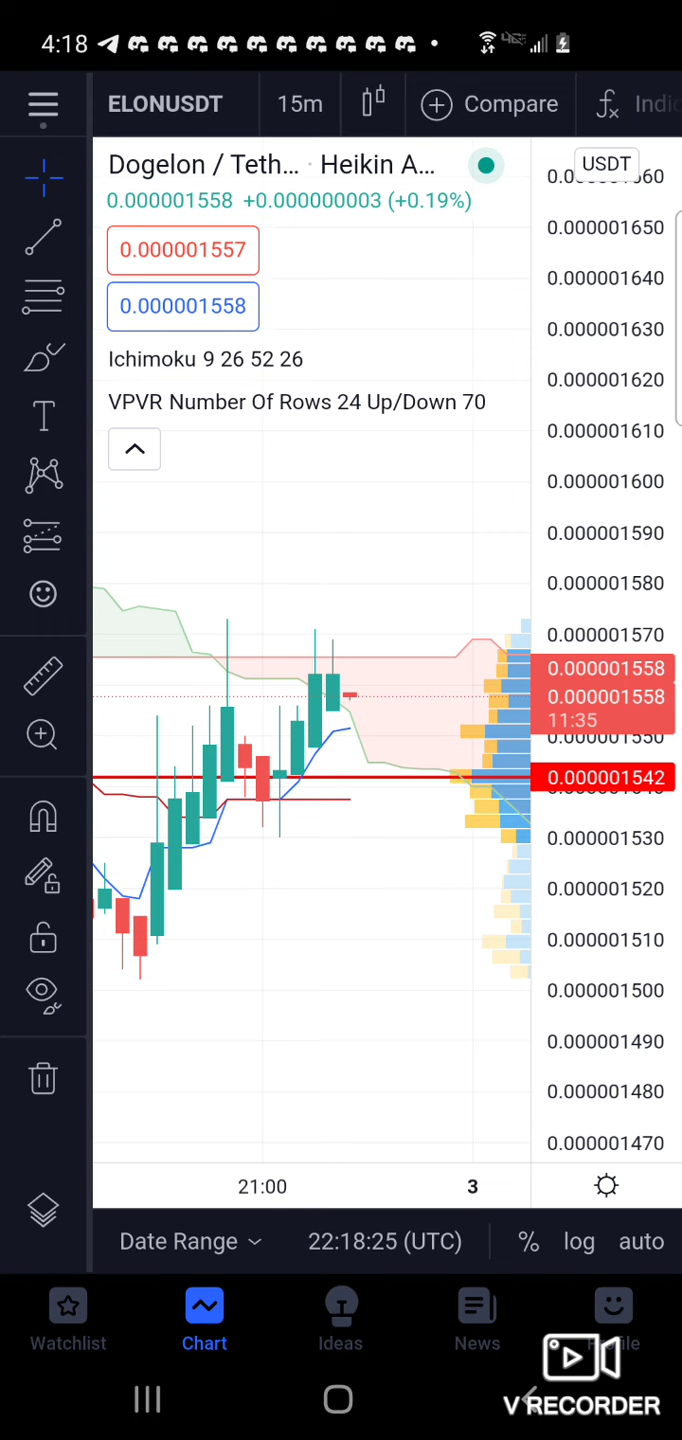 4:18
ELONUSDT 15m Compare Indi
Dogelon / Teth... · Heikin A...
USDT
0.000001558 +0.000000003 (+0.19%)
0.000001557
0.000001558
Ichimoku 9 26 52 26
VPVR Number Of Rows 24 Up/Down 70
0.000001650
0.000001640
0.000001630
0.000001620
0.000001610
0.000001600
0.000001590
0.000001580
0.000001570
0.000001558
0.000001558
11:35
0.000001550
0.000001542
0.000001530
0.000001520
0.000001510
0.000001500
0.000001490
0.000001480
0.000001470
21:00 3
Date Range 22:18:25 (UTC) % log auto
Watchlist Chart Ideas News Profile
V RECORDER